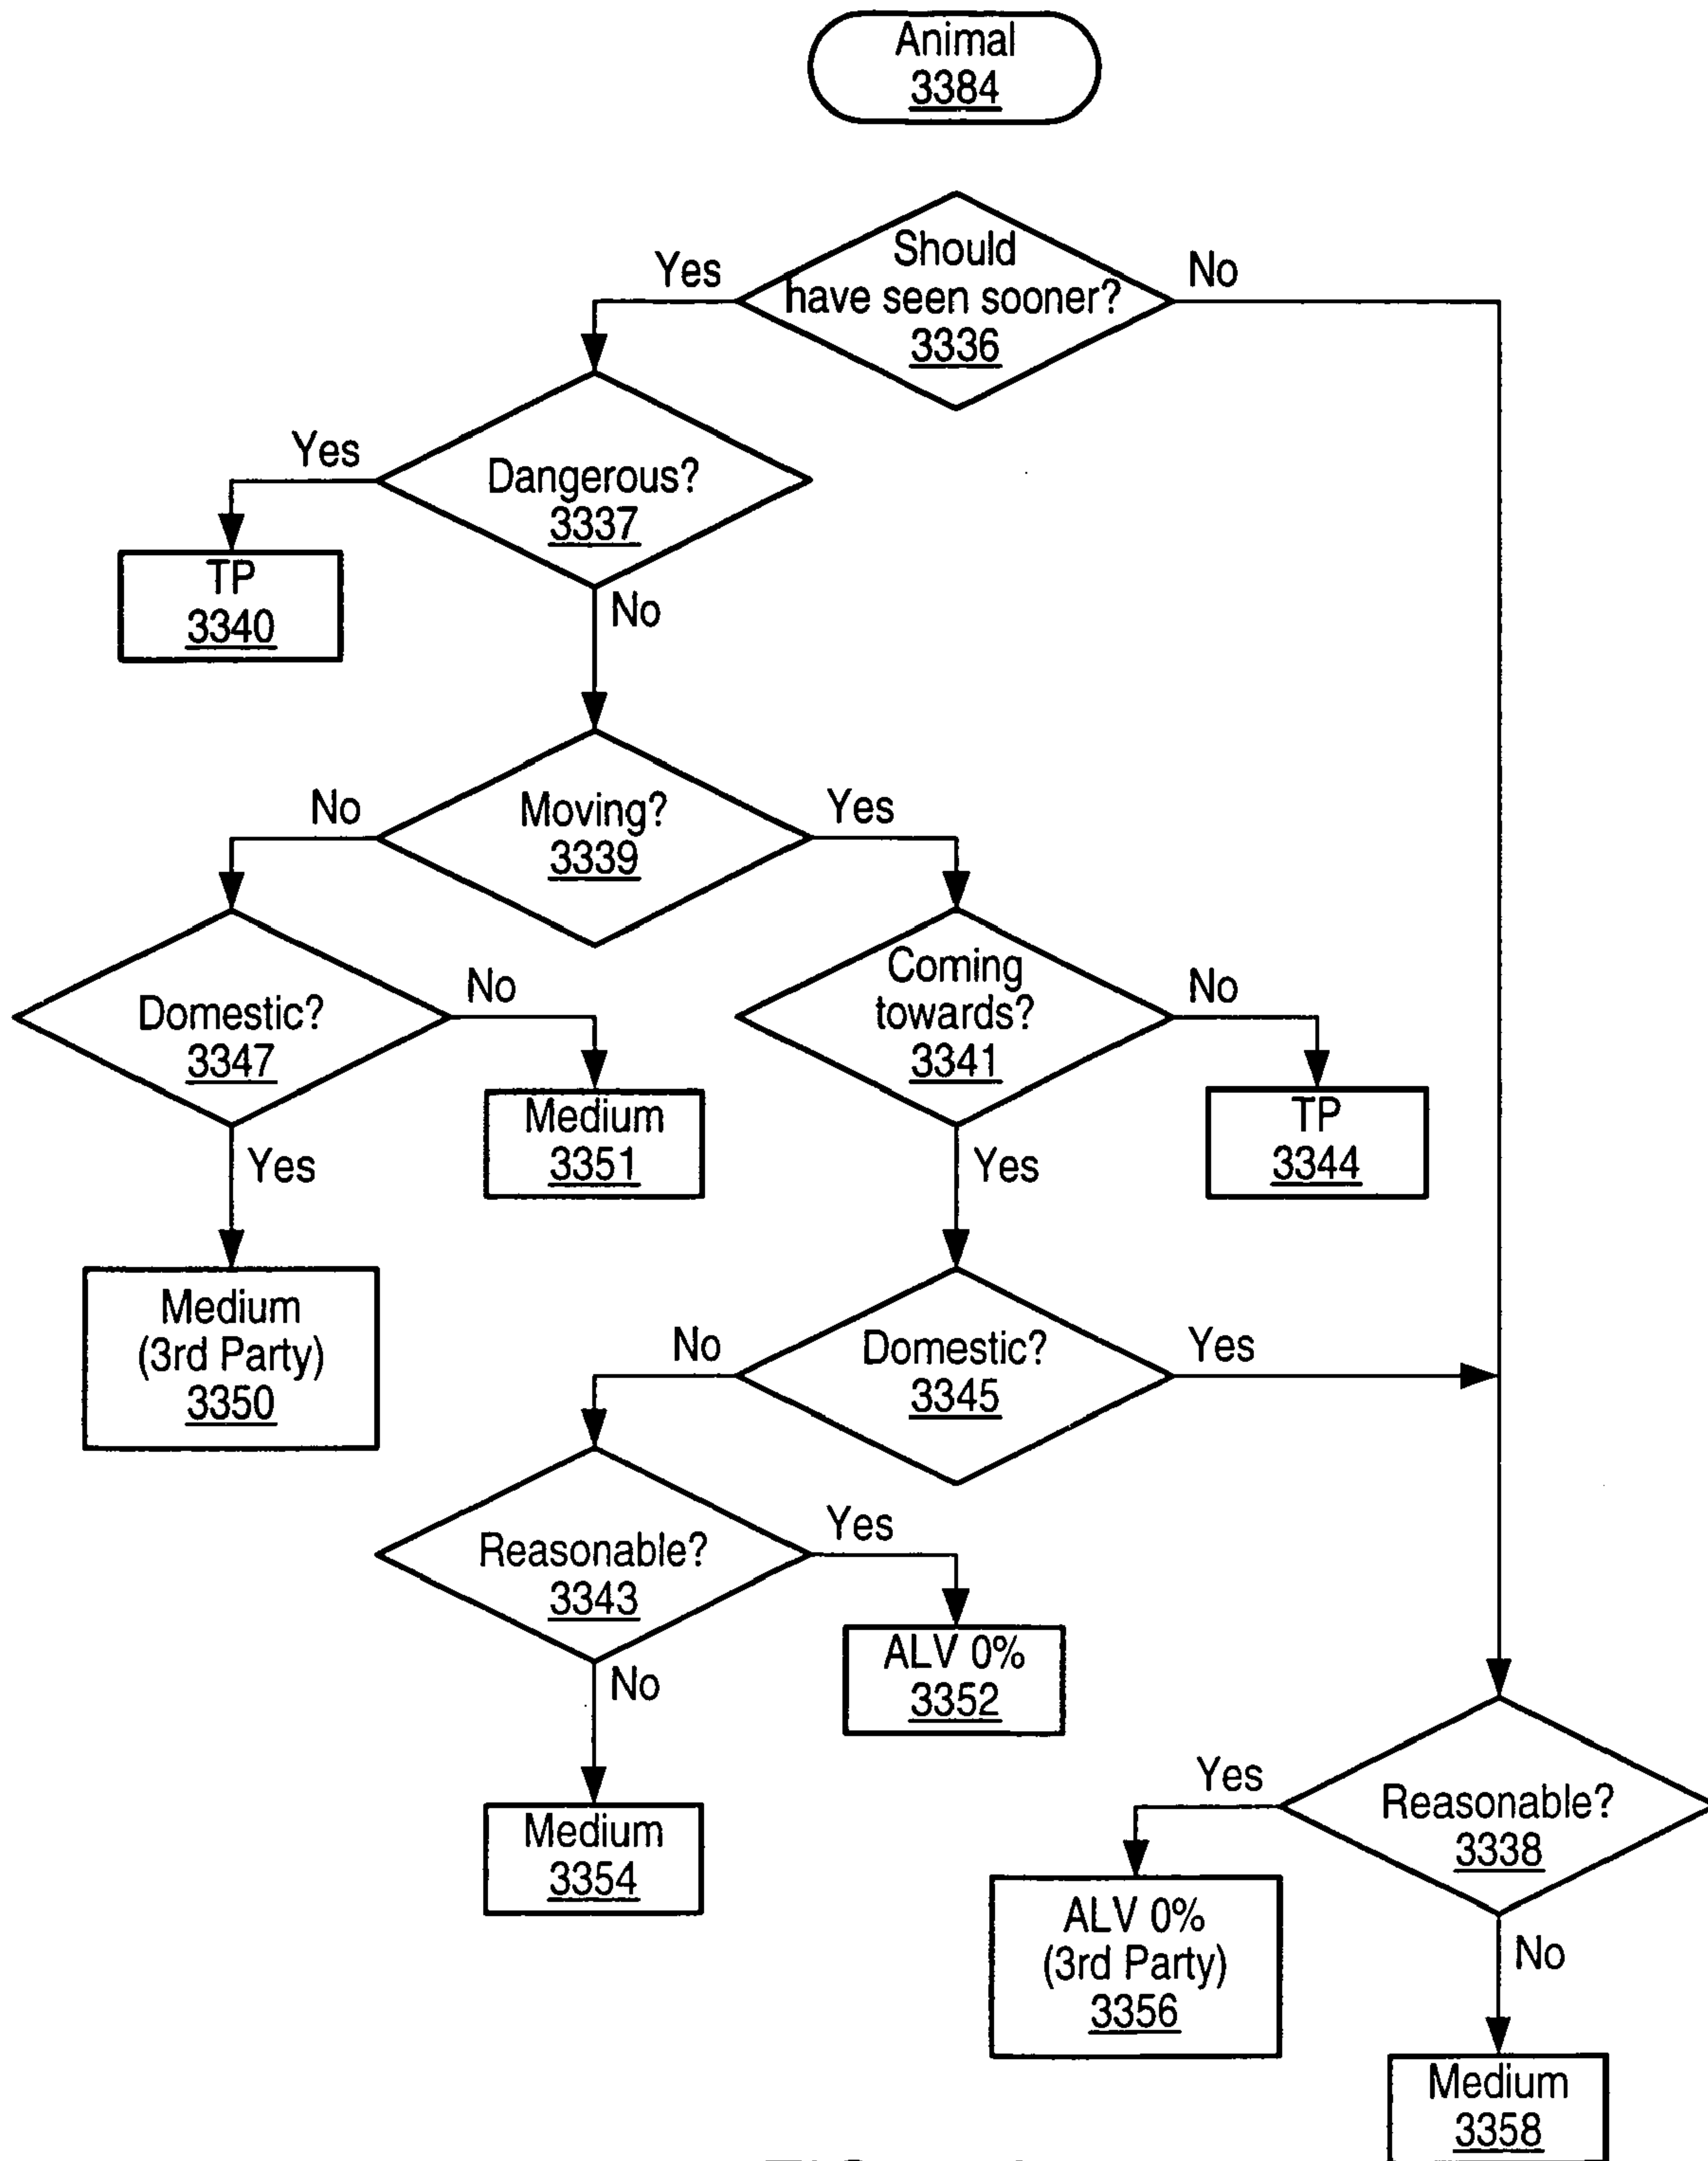 Animal
3384
Should
have seen sooner?
3336
Yes
No
Dangerous?
3337
Yes
No
TP
3340
Moving?
3339
No
Yes
Domestic?
3347
No
Yes
Coming
towards?
3341
No
Yes
Medium
3351
TP
3344
Medium
(3rd Party)
3350
Domestic?
3345
No
Yes
Reasonable?
3343
Yes
No
ALV 0%
3352
Medium
3354
Reasonable?
3338
Yes
No
ALV 0%
(3rd Party)
3356
Medium
3358